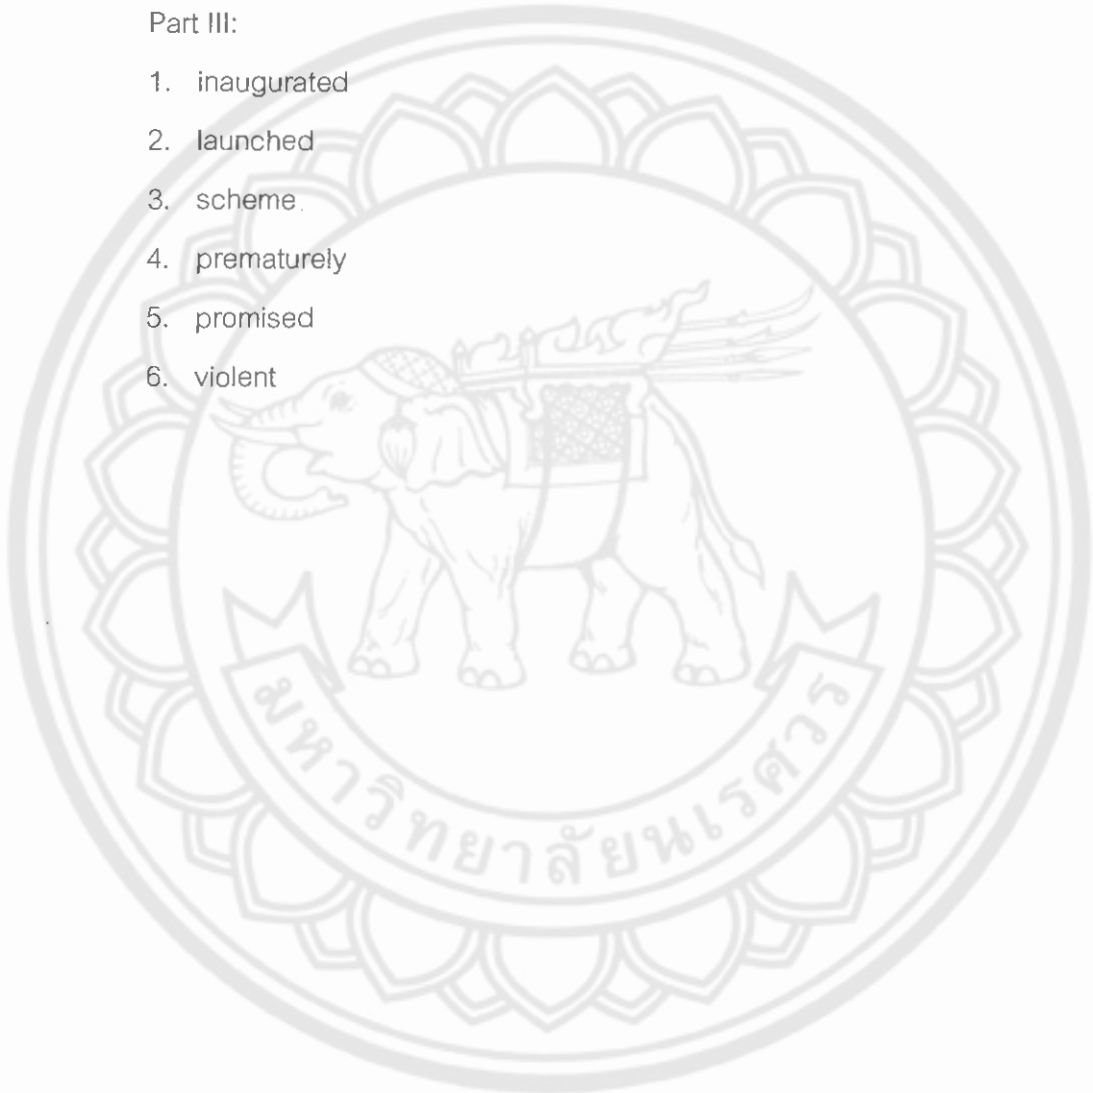 Part III:
1. inaugurated
2. launched
3. scheme
4. prematurely
5. promised
6. violent
มหาวิทยาลัยนเรศวร